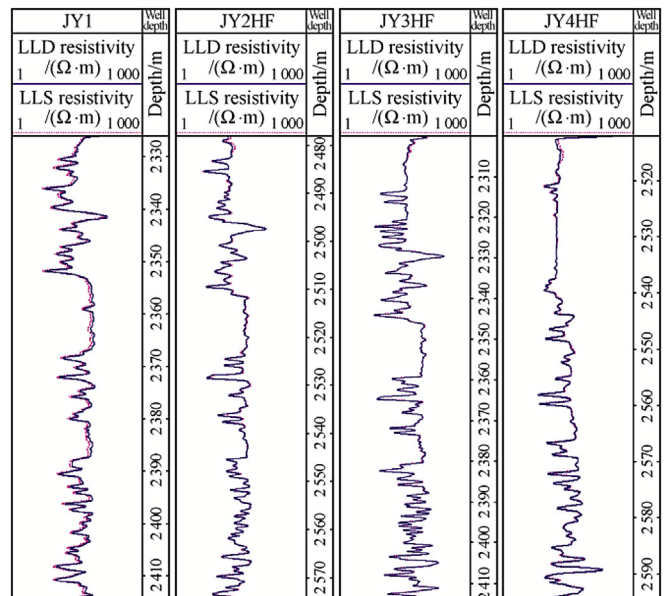 JY1
Well depth
LLD resistivity
1 /(Ω·m) 1 000
LLS resistivity
1 /(Ω·m) 1 000
Depth/m
2 330
2 340
2 350
2 360
2 370
2 380
2 390
2 400
2 410
JY2HF
Well depth
LLD resistivity
1 /(Ω·m) 1 000
LLS resistivity
1 /(Ω·m) 1 000
Depth/m
2 480
2 490
2 500
2 510
2 520
2 530
2 540
2 550
2 560
2 570
JY3HF
Well depth
LLD resistivity
1 /(Ω·m) 1 000
LLS resistivity
1 /(Ω·m) 1 000
Depth/m
2 310
2 320
2 330
2 340
2 350
2 360
2 370
2 380
2 390
2 400
2 410
JY4HF
Well depth
LLD resistivity
1 /(Ω·m) 1 000
LLS resistivity
1 /(Ω·m) 1 000
Depth/m
2 520
2 530
2 540
2 550
2 560
2 570
2 580
2 590